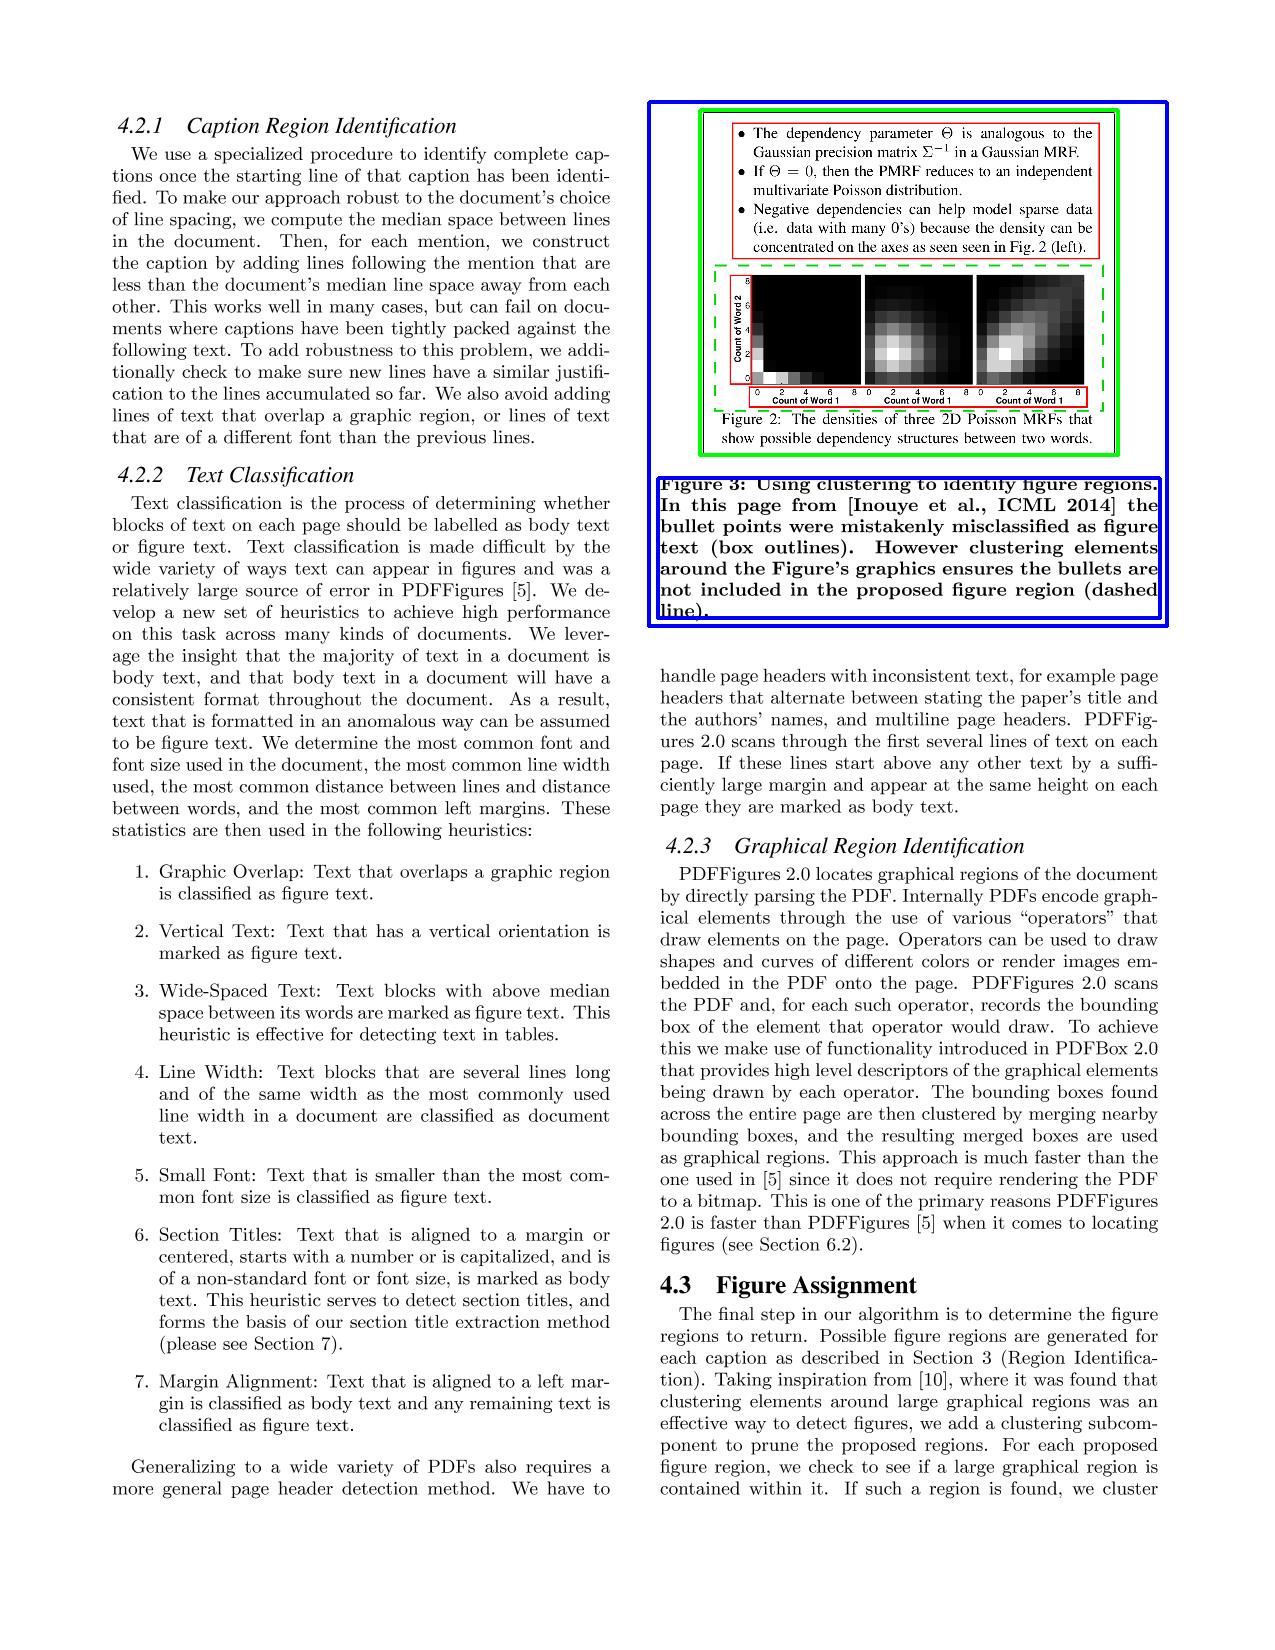 4.2.1 Caption Region Identification
We use a specialized procedure to identify complete cap-
tions once the starting line of that caption has been identi-
fied. To make our approach robust to the document's choice
of line spacing, we compute the median space between lines
in the document. Then, for each mention, we construct
the caption by adding lines following the mention that are
less than the document's median line space away from each
other. This works well in many cases, but can fail on docu-
ments where captions have been tightly packed against the
following text. To add robustness to this problem, we addi-
tionally check to make sure new lines have a similar justifi-
cation to the lines accumulated so far. We also avoid adding
lines of text that overlap a graphic region, or lines of text
that are of a different font than the previous lines.
4.2.2 Text Classification
Text classification is the process of determining whether
blocks of text on each page should be labelled as body text
or figure text. Text classification is made difficult by the
wide variety of ways text can appear in figures and was a
relatively large source of error in PDFFigures [5]. We de-
velop a new set of heuristics to achieve high performance
on this task across many kinds of documents. We lever-
age the insight that the majority of text in a document is
body text, and that body text in a document will have a
consistent format throughout the document. As a result,
text that is formatted in an anomalous way can be assumed
to be figure text. We determine the most common font and
font size used in the document, the most common line width
used, the most common distance between lines and distance
between words, and the most common left margins. These
statistics are then used in the following heuristics:
1. Graphic Overlap: Text that overlaps a graphic region
is classified as figure text.
2. Vertical Text: Text that has a vertical orientation is
marked as figure text.
3. Wide-Spaced Text: Text blocks with above median
space between its words are marked as figure text. This
heuristic is effective for detecting text in tables.
4. Line Width: Text blocks that are several lines long
and of the same width as the most commonly used
line width in a document are classified as document
text.
5. Small Font: Text that is smaller than the most com-
mon font size is classified as figure text.
6. Section Titles: Text that is aligned to a margin or
centered, starts with a number or is capitalized, and is
of a non-standard font or font size, is marked as body
text. This heuristic serves to detect section titles, and
forms the basis of our section title extraction method
(please see Section 7).
7. Margin Alignment: Text that is aligned to a left mar-
gin is classified as body text and any remaining text is
classified as figure text.
Generalizing to a wide variety of PDFs also requires a
more general page header detection method. We have to
• The dependency parameter Θ is analogous to the
Gaussian precision matrix Σ⁻¹ in a Gaussian MRF.
• If Θ = 0, then the PMRF reduces to an independent
multivariate Poisson distribution.
• Negative dependencies can help model sparse data
(i.e. data with many 0's) because the density can be
concentrated on the axes as seen seen in Fig. 2 (left).
Count of Word 2
8
6
4
2
0
0 2 4 6 8 0 2 4 6 8 0 2 4 6 8
Count of Word 1 Count of Word 1 Count of Word 1
Figure 2: The densities of three 2D Poisson MRFs that
show possible dependency structures between two words.
Figure 3: Using clustering to identify figure regions.
In this page from [Inouye et al., ICML 2014] the
bullet points were mistakenly misclassified as figure
text (box outlines). However clustering elements
around the Figure's graphics ensures the bullets are
not included in the proposed figure region (dashed
line).
handle page headers with inconsistent text, for example page
headers that alternate between stating the paper's title and
the authors' names, and multiline page headers. PDFFig-
ures 2.0 scans through the first several lines of text on each
page. If these lines start above any other text by a suffi-
ciently large margin and appear at the same height on each
page they are marked as body text.
4.2.3 Graphical Region Identification
PDFFigures 2.0 locates graphical regions of the document
by directly parsing the PDF. Internally PDFs encode graph-
ical elements through the use of various “operators” that
draw elements on the page. Operators can be used to draw
shapes and curves of different colors or render images em-
bedded in the PDF onto the page. PDFFigures 2.0 scans
the PDF and, for each such operator, records the bounding
box of the element that operator would draw. To achieve
this we make use of functionality introduced in PDFBox 2.0
that provides high level descriptors of the graphical elements
being drawn by each operator. The bounding boxes found
across the entire page are then clustered by merging nearby
bounding boxes, and the resulting merged boxes are used
as graphical regions. This approach is much faster than the
one used in [5] since it does not require rendering the PDF
to a bitmap. This is one of the primary reasons PDFFigures
2.0 is faster than PDFFigures [5] when it comes to locating
figures (see Section 6.2).
4.3 Figure Assignment
The final step in our algorithm is to determine the figure
regions to return. Possible figure regions are generated for
each caption as described in Section 3 (Region Identifica-
tion). Taking inspiration from [10], where it was found that
clustering elements around large graphical regions was an
effective way to detect figures, we add a clustering subcom-
ponent to prune the proposed regions. For each proposed
figure region, we check to see if a large graphical region is
contained within it. If such a region is found, we cluster